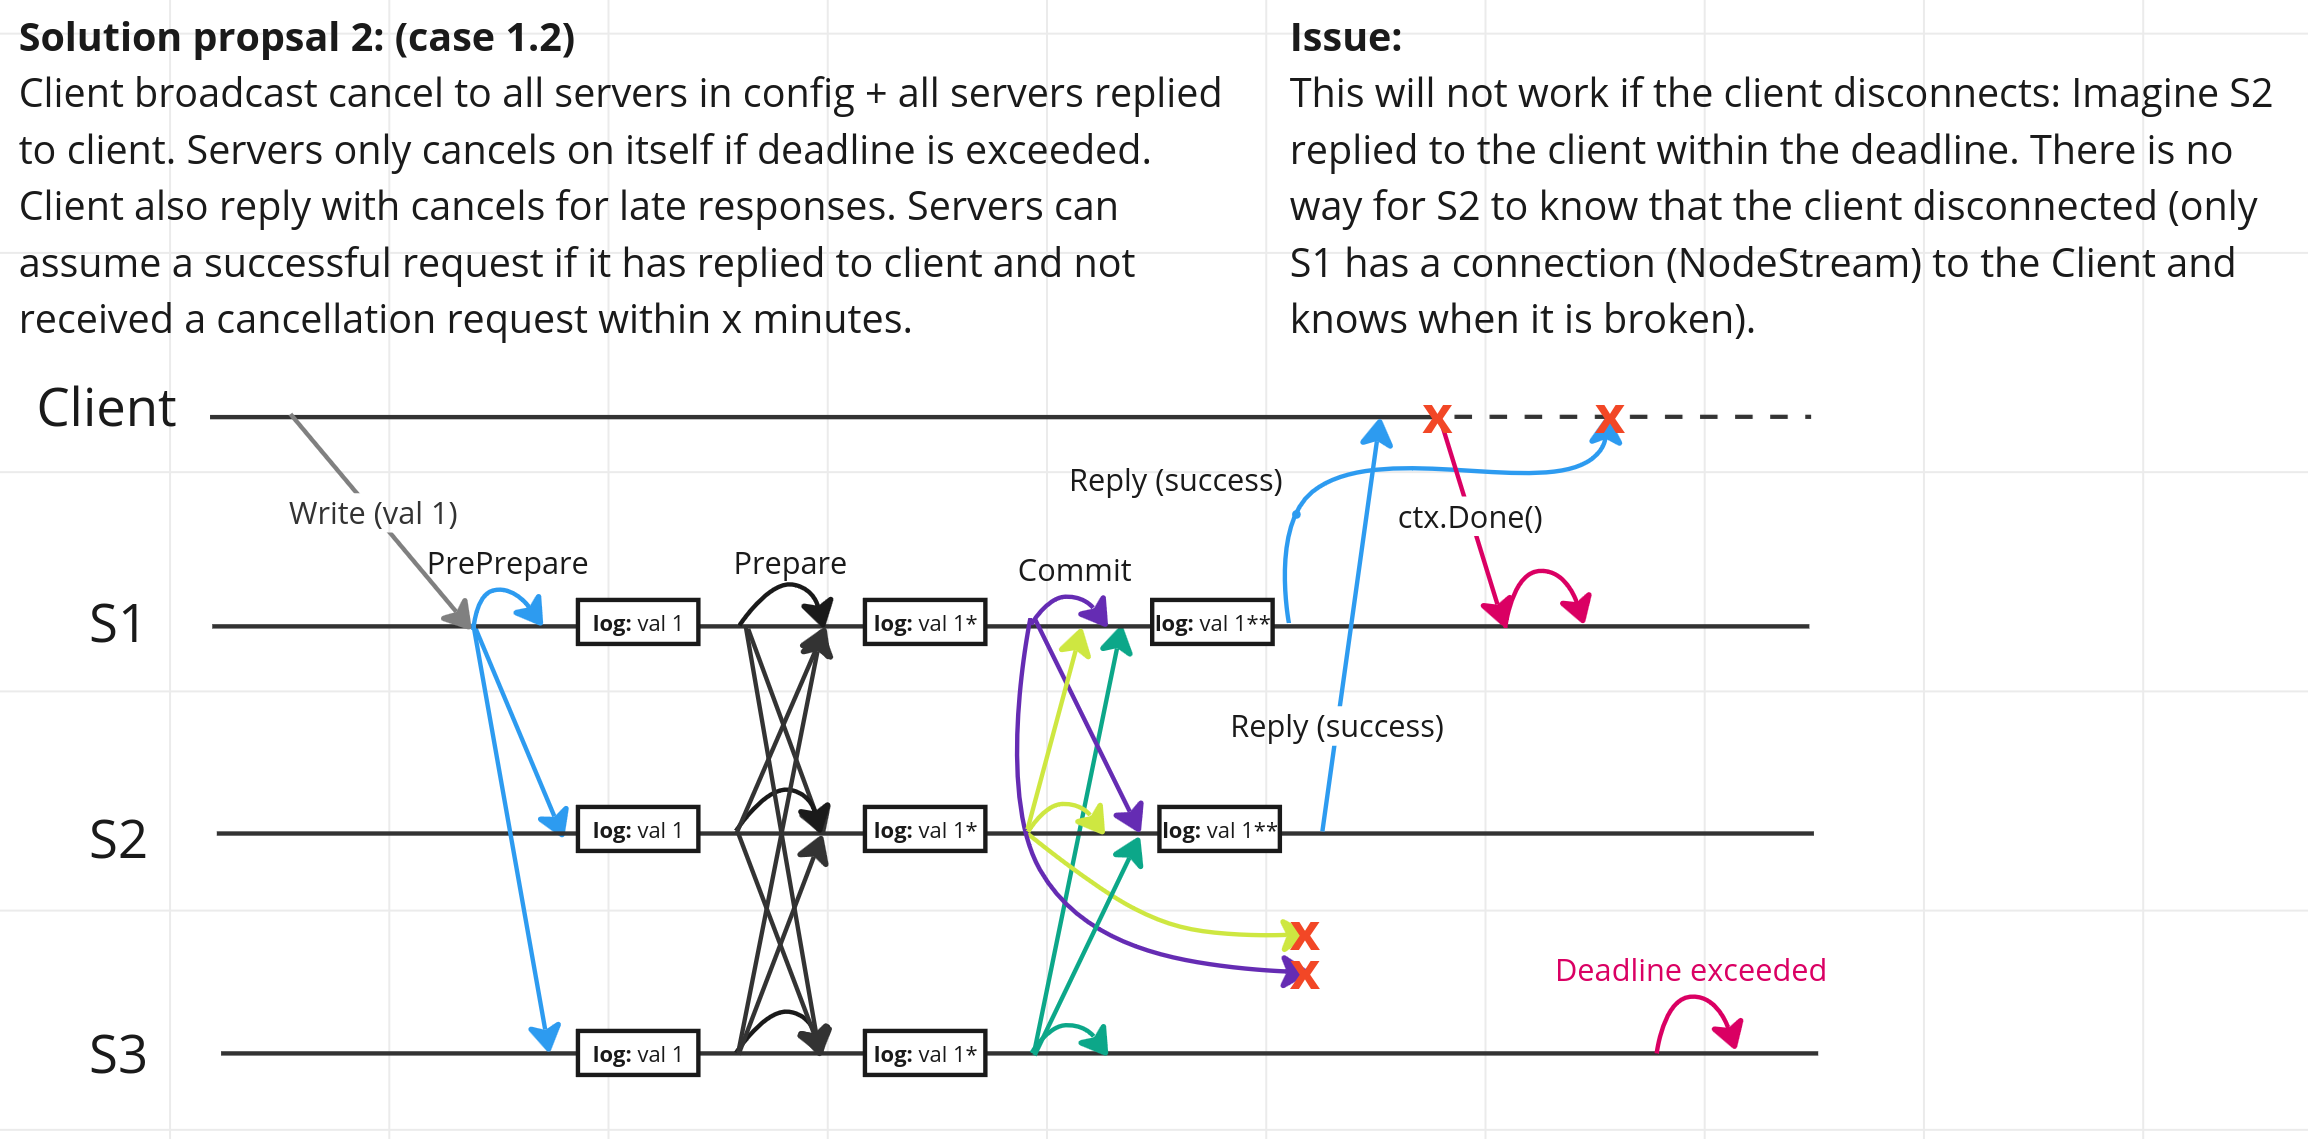 Solution propsal 2: (case 1.2)
Client broadcast cancel to all servers in config + all servers replied
to client. Servers only cancels on itself if deadline is exceeded.
Client also reply with cancels for late responses. Servers can
assume a successful request if it has replied to client and not
received a cancellation request within x minutes.
Issue:
This will not work if the client disconnects: Imagine S2
replied to the client within the deadline. There is no
way for S2 to know that the client disconnected (only
S1 has a connection (NodeStream) to the Client and
knows when it is broken).
Client
X
X
Reply (success)
Write (val 1)
ctx.Done()
PrePrepare
Prepare
Commit
S1
log: val 1
log: val 1*
log: val 1**
Reply (success)
S2
log: val 1
log: val 1*
log: val 1**
X
X
Deadline exceeded
S3
log: val 1
log: val 1*